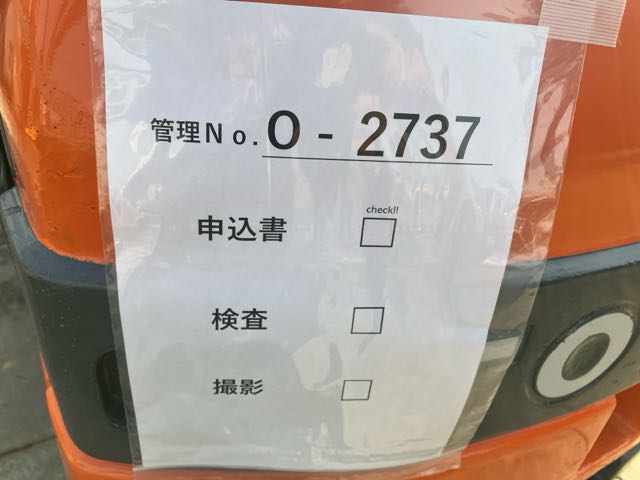 管理No. O - 2737
check!!
申込書 □
検査 □
撮影 □
O